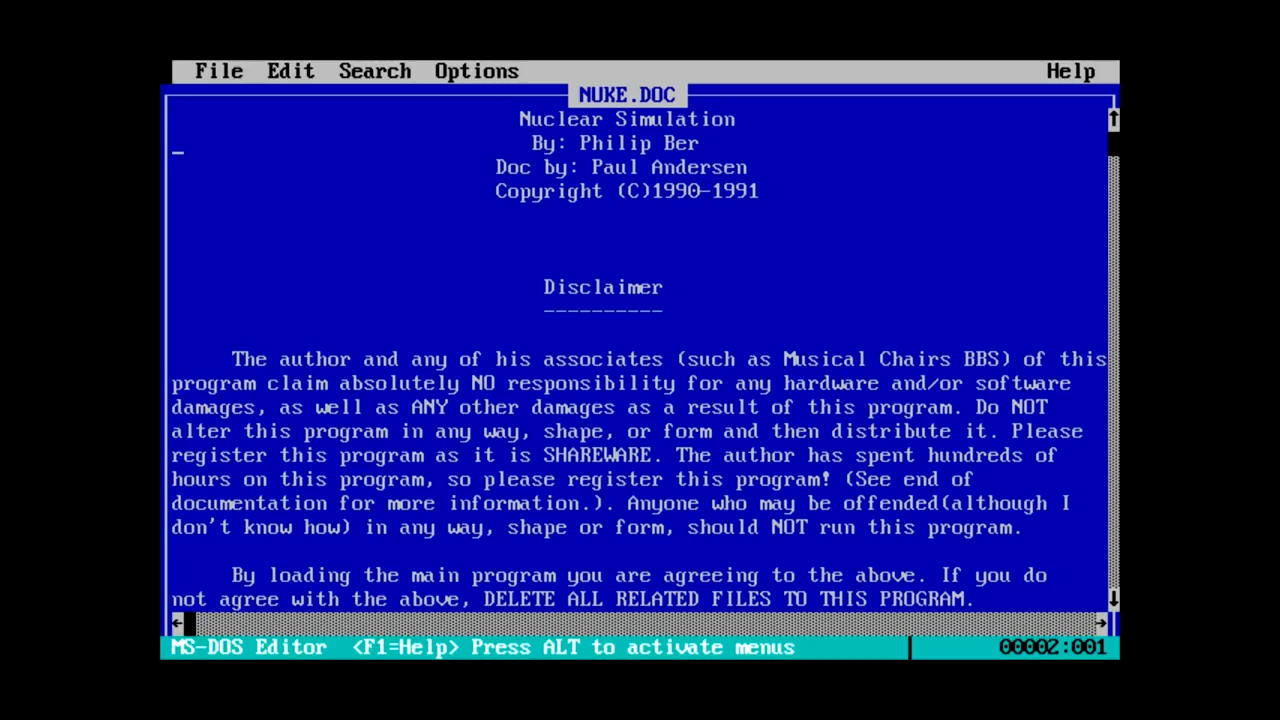 File Edit Search Options Help
NUKE.DOC
Nuclear Simulation
By: Philip Ber
Doc by: Paul Andersen
Copyright (C)1990-1991
Disclaimer
----------
The author and any of his associates (such as Musical Chairs BBS) of this
program claim absolutely NO responsibility for any hardware and/or software
damages, as well as ANY other damages as a result of this program. Do NOT
alter this program in any way, shape, or form and then distribute it. Please
register this program as it is SHAREWARE. The author has spent hundreds of
hours on this program, so please register this program! (See end of
documentation for more information.). Anyone who may be offended(although I
don't know how) in any way, shape or form, should NOT run this program.
By loading the main program you are agreeing to the above. If you do
not agree with the above, DELETE ALL RELATED FILES TO THIS PROGRAM.
MS-DOS Editor <F1=Help> Press ALT to activate menus 00002:001